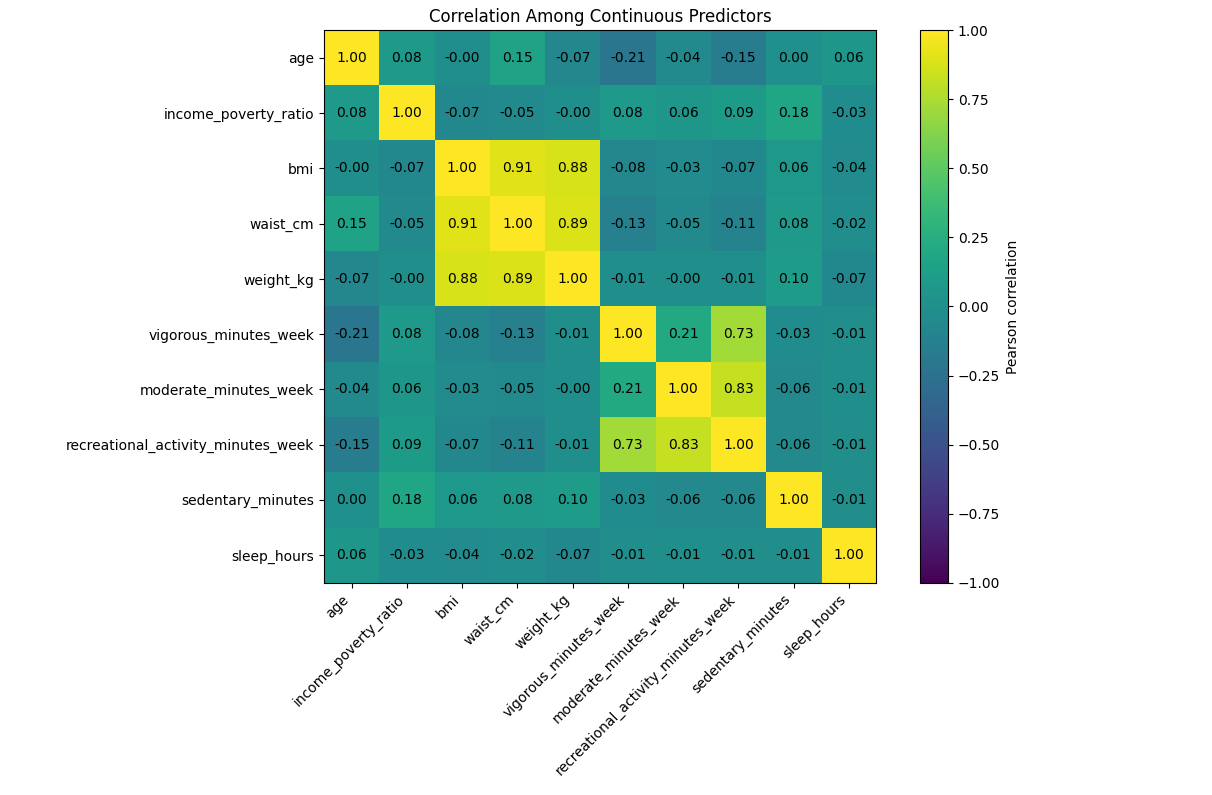 Correlation Among Continuous Predictors
age 1.00 0.08 -0.00 0.15 -0.07 -0.21 -0.04 -0.15 0.00 0.06
income_poverty_ratio 0.08 1.00 -0.07 -0.05 -0.00 0.08 0.06 0.09 0.18 -0.03
bmi -0.00 -0.07 1.00 0.91 0.88 -0.08 -0.03 -0.07 0.06 -0.04
waist_cm 0.15 -0.05 0.91 1.00 0.89 -0.13 -0.05 -0.11 0.08 -0.02
weight_kg -0.07 -0.00 0.88 0.89 1.00 -0.01 -0.00 -0.01 0.10 -0.07
vigorous_minutes_week -0.21 0.08 -0.08 -0.13 -0.01 1.00 0.21 0.73 -0.03 -0.01
moderate_minutes_week -0.04 0.06 -0.03 -0.05 -0.00 0.21 1.00 0.83 -0.06 -0.01
recreational_activity_minutes_week -0.15 0.09 -0.07 -0.11 -0.01 0.73 0.83 1.00 -0.06 -0.01
sedentary_minutes 0.00 0.18 0.06 0.08 0.10 -0.03 -0.06 -0.06 1.00 -0.01
sleep_hours 0.06 -0.03 -0.04 -0.02 -0.07 -0.01 -0.01 -0.01 -0.01 1.00
age
income_poverty_ratio
bmi
waist_cm
weight_kg
vigorous_minutes_week
moderate_minutes_week
recreational_activity_minutes_week
sedentary_minutes
sleep_hours
1.00
0.75
0.50
0.25
0.00
−0.25
−0.50
−0.75
−1.00
Pearson correlation